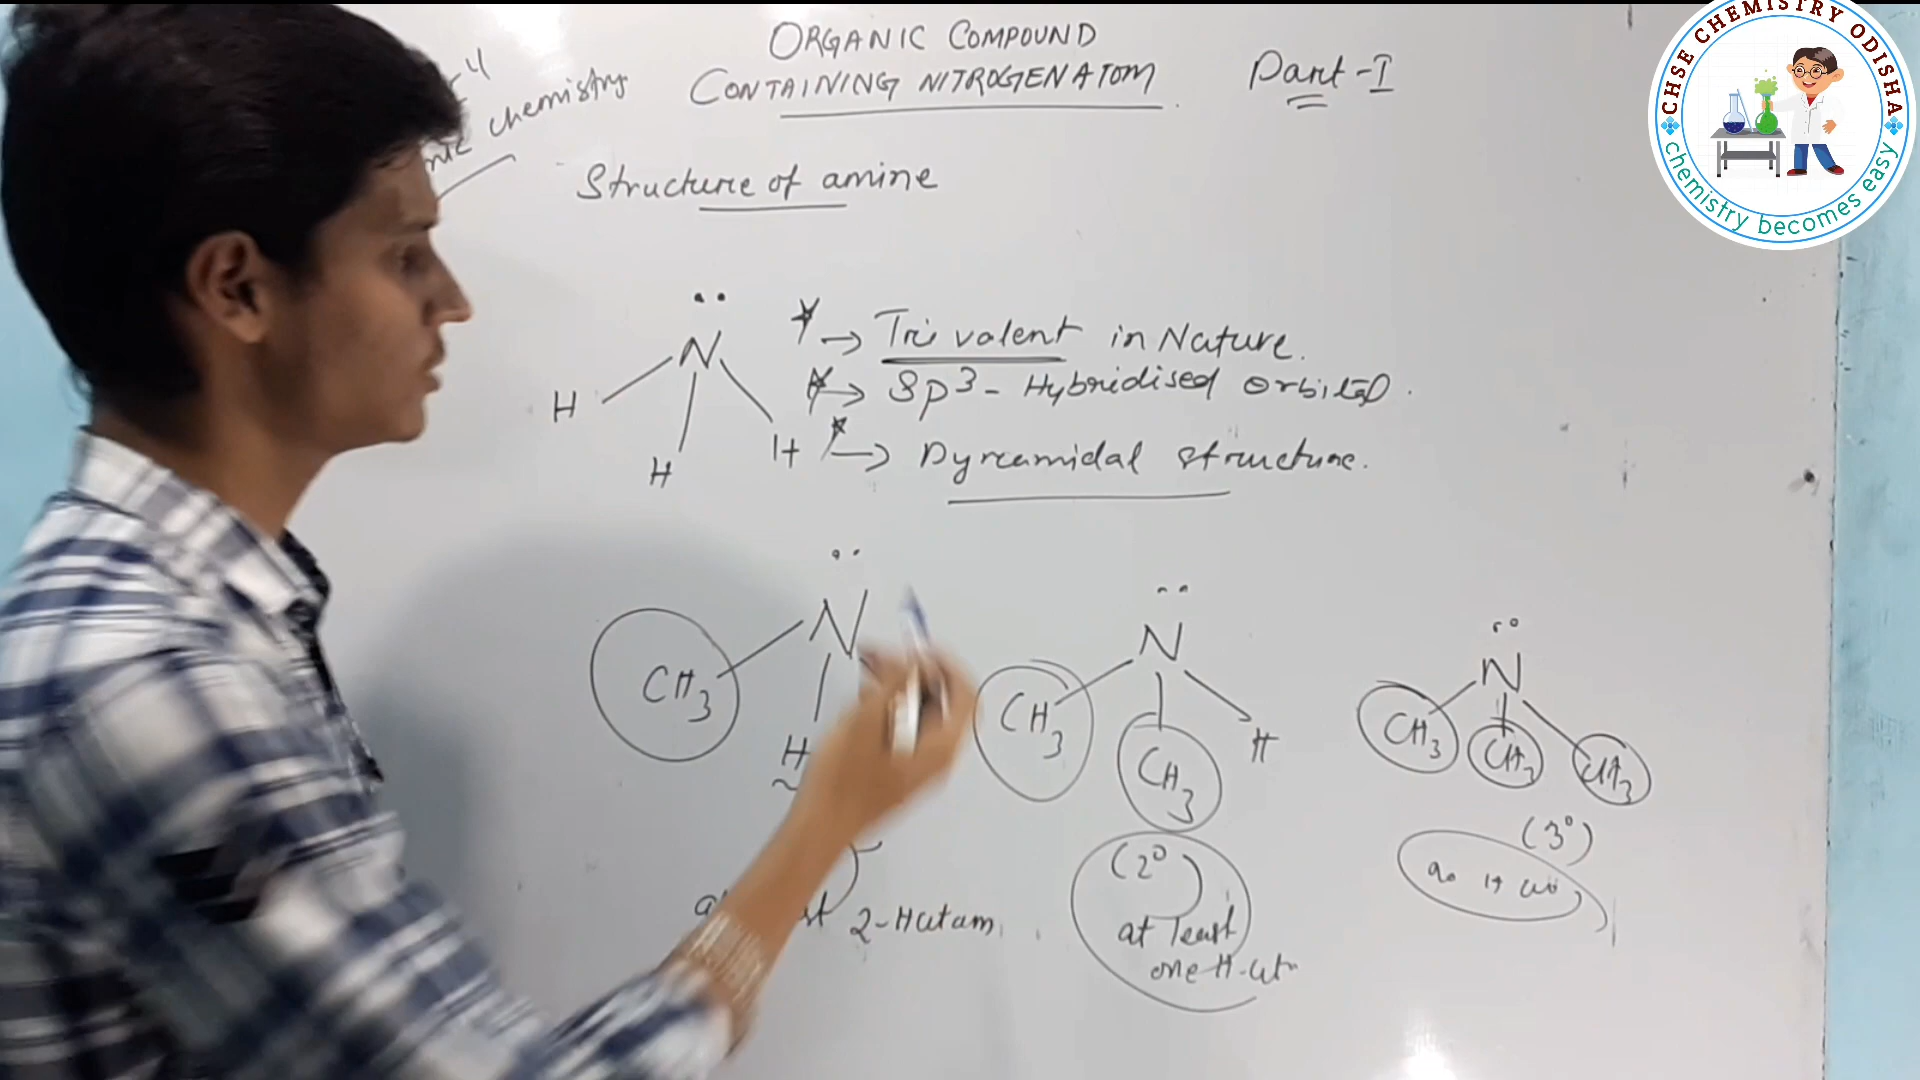 ORGANIC COMPOUND
CONTAINING NITROGEN ATOM
Part-I
chemistry
CHSE CHEMISTRY ODISHA
chemistry becomes easy
Structure of amine
N
H
H
H
→ Trivalent in Nature.
→ Sp3- Hybridised orbital.
→ Pyramidal structure.
CH3
N
H
N
CH3
CH3
H
N
CH3
CH3
CH3
2-H atom
(2°)
at least
one H-at
(3°)
no H